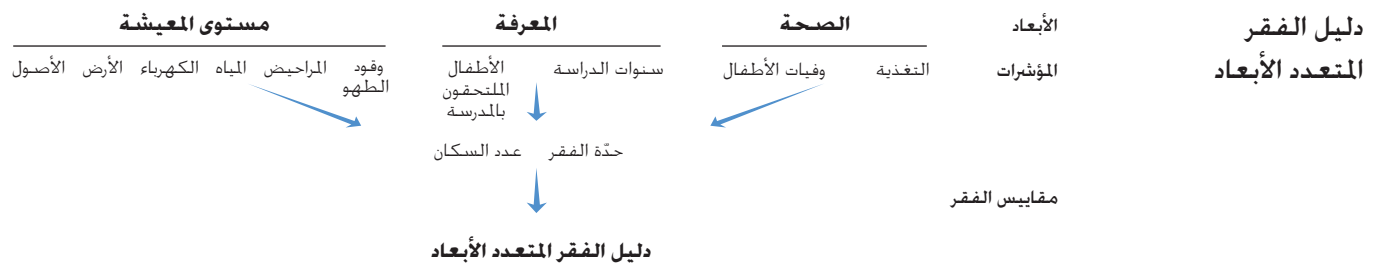 دليل الفقر
المتعدد الأبعاد
الأبعاد
الصحة
المعرفة
مستوى المعيشة
المؤشرات
التغذية
وفيات الأطفال
سنوات الدراسة
الأطفال
الملتحقون
بالمدرسة
وقود
الطهو
المراحيض
المياه
الكهرباء
الأرض
الأصول
حدّة الفقر
عدد السكان
مقاييس الفقر
دليل الفقر المتعدد الأبعاد